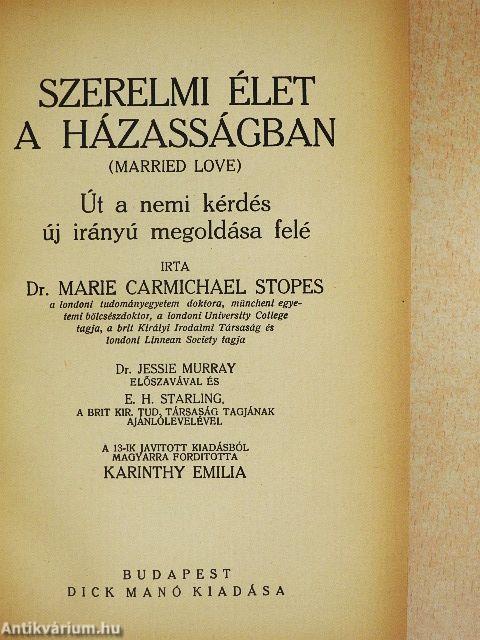 SZERELMI ÉLET
A HÁZASSÁGBAN
(MARRIED LOVE)
Út a nemi kérdés
új irányú megoldása felé
IRTA
Dr. MARIE CARMICHAEL STOPES
a londoni tudományegyetem doktora, müncheni egye-
temi bölcsészdoktor, a londoni University College
tagja, a brit Királyi Irodalmi Társaság és
londoni Linnean Society tagja
Dr. JESSIE MURRAY
ELŐSZAVÁVAL ÉS
E. H. STARLING,
A BRIT KIR. TUD. TÁRSASÁG TAGJÁNAK
AJÁNLÓLEVELÉVEL
A 13-IK JAVITOTT KIADÁSBÓL
MAGYARRA FORDITOTTA
KARINTHY EMILIA
BUDAPEST
DICK MANÓ KIADÁSA
Antikvárium.hu